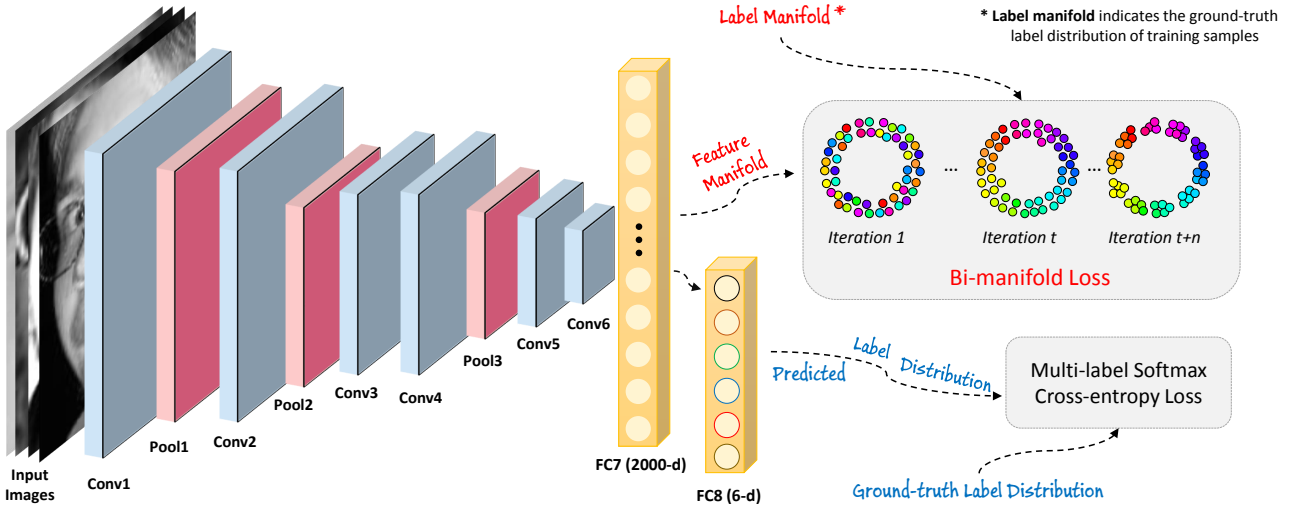 Label Manifold *
* Label manifold indicates the ground-truth
label distribution of training samples
Feature
Manifold
...
...
Iteration 1
Iteration t
Iteration t+n
Bi-manifold Loss
Input
Images
Conv1
Pool1
Conv2
Pool2
Conv3
Conv4
Pool3
Conv5
Conv6
FC7 (2000-d)
FC8 (6-d)
Predicted
Label Distribution
Multi-label Softmax
Cross-entropy Loss
Ground-truth Label Distribution